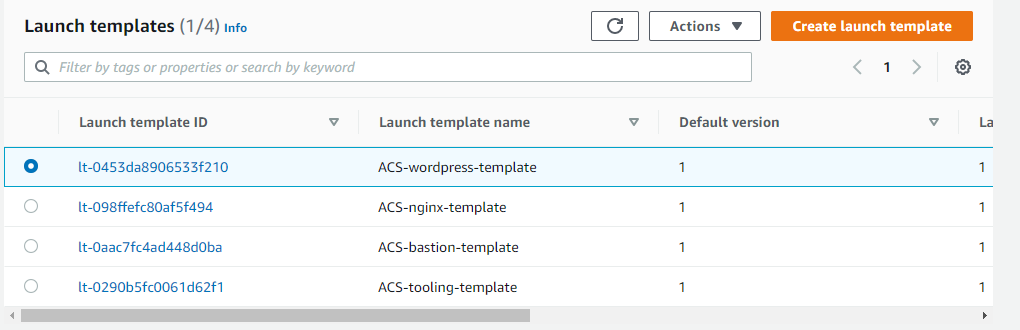 Launch templates (1/4) Info
Actions
Create launch template
Filter by tags or properties or search by keyword
1
Launch template ID Launch template name Default version La
lt-0453da8906533f210 ACS-wordpress-template 1 1
lt-098ffefc80af5f494 ACS-nginx-template 1 1
lt-0aac7fc4ad448d0ba ACS-bastion-template 1 1
lt-0290b5fc0061d62f1 ACS-tooling-template 1 1